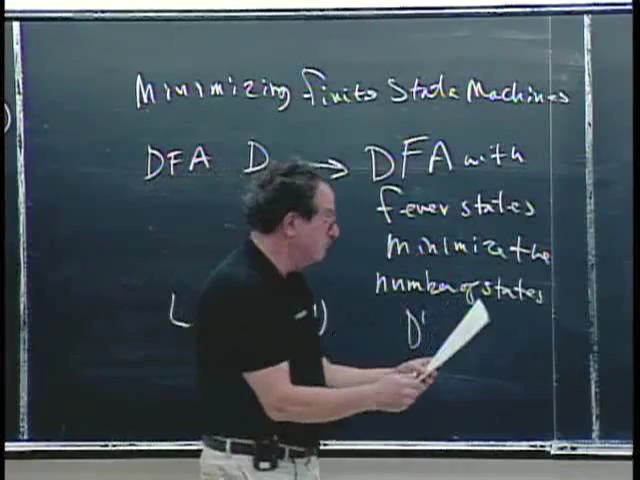 Minimizing finite State Machines
DFA D → DFA with
fewer states
minimize the
number of states
L )
D'